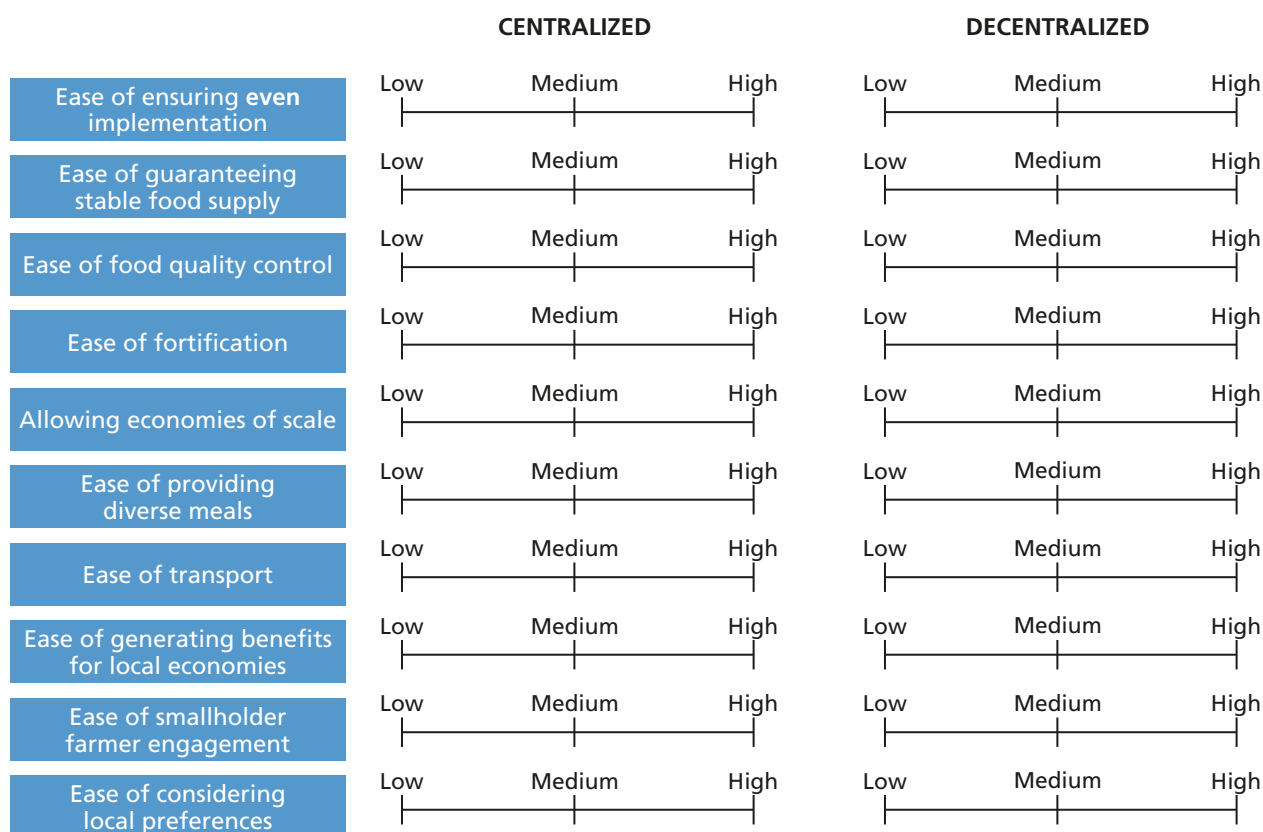 CENTRALIZED DECENTRALIZED
Low Medium High Low Medium High
Ease of ensuring even
implementation
Low Medium High Low Medium High
Ease of guaranteeing
stable food supply
Low Medium High Low Medium High
Ease of food quality control
Low Medium High Low Medium High
Ease of fortification
Low Medium High Low Medium High
Allowing economies of scale
Low Medium High Low Medium High
Ease of providing
diverse meals
Low Medium High Low Medium High
Ease of transport
Low Medium High Low Medium High
Ease of generating benefits
for local economies
Low Medium High Low Medium High
Ease of smallholder
farmer engagement
Low Medium High Low Medium High
Ease of considering
local preferences